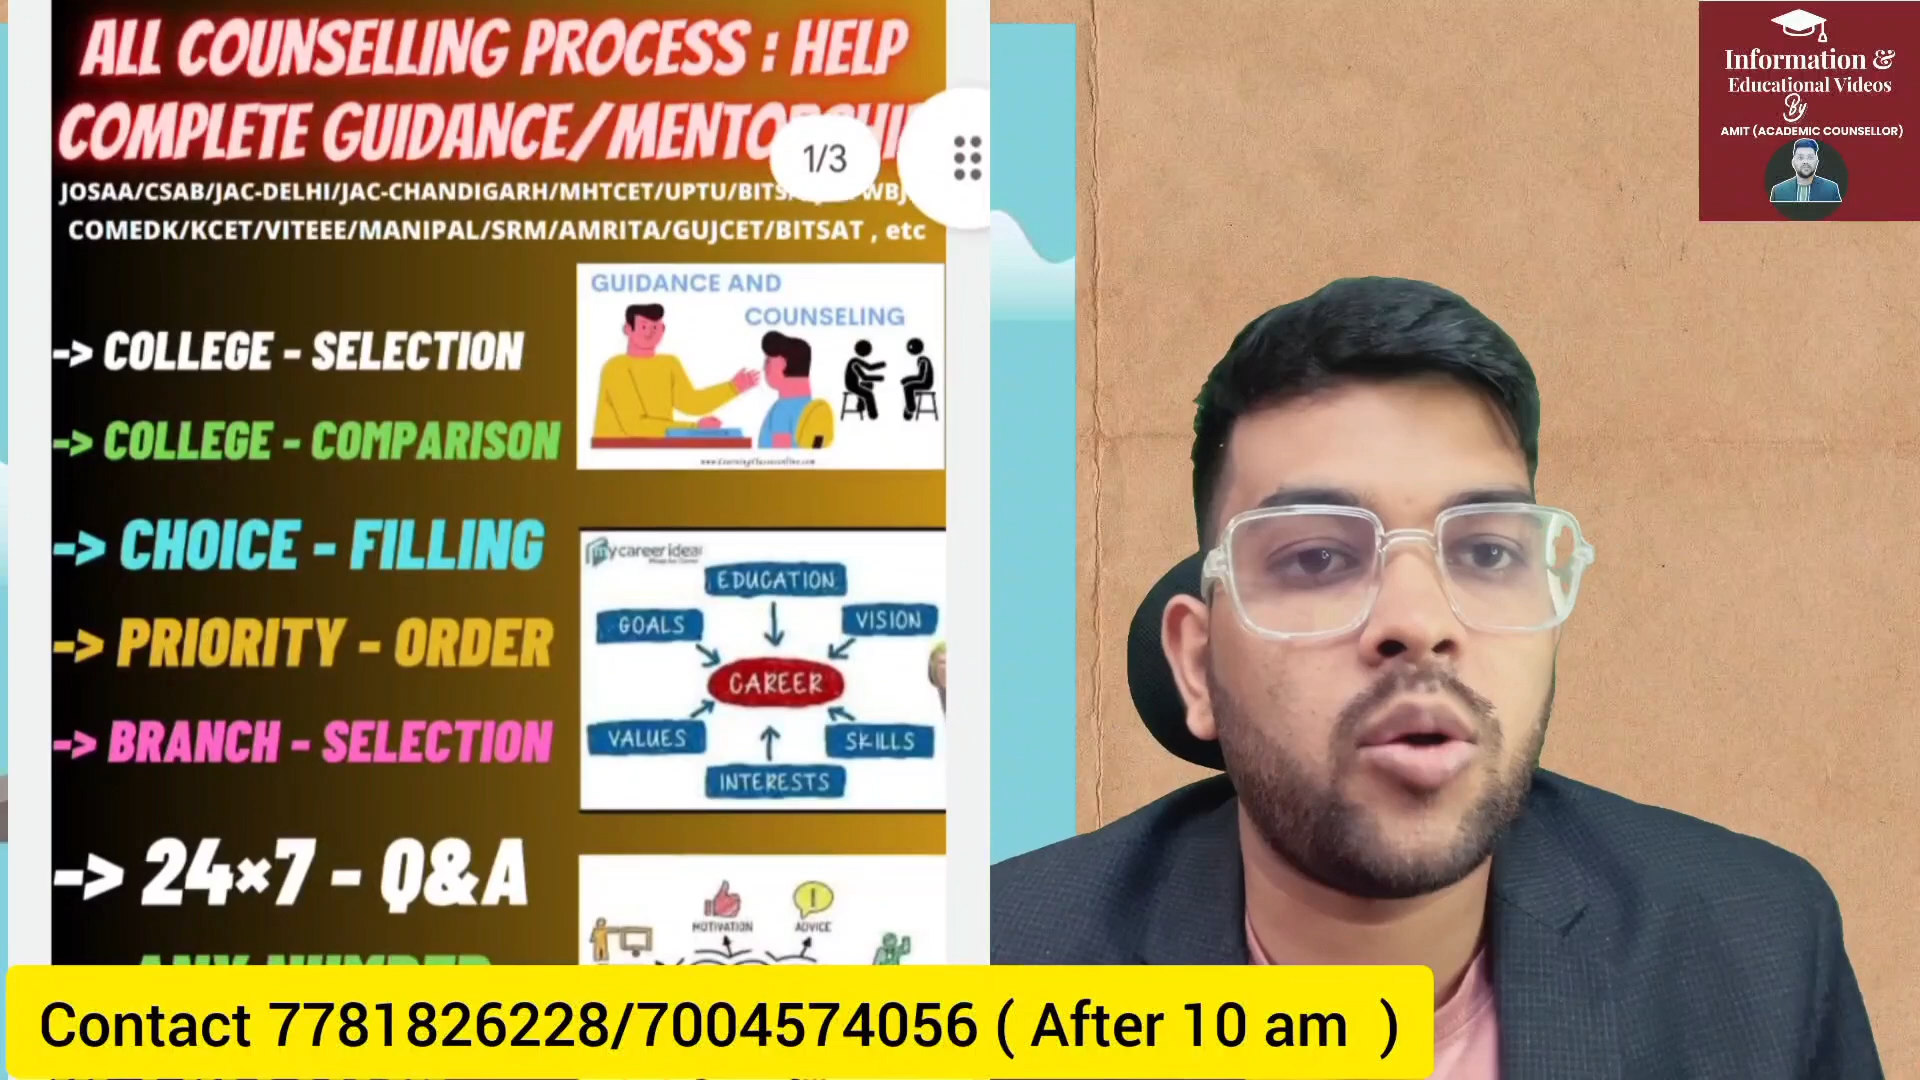 ALL COUNSELLING PROCESS : HELP
COMPLETE GUIDANCE/
1/3
JOSAA/CSAB/JAC-DELHI/JAC-CHANDIGARH/MHTCET/UPTU/
COMEDK/KCET/VITEEE/MANIPAL/SRM/AMRITA/GUJCET/BITSAT , etc
-> COLLEGE - SELECTION
-> COLLEGE - COMPARISON
-> CHOICE - FILLING
-> PRIORITY - ORDER
-> BRANCH - SELECTION
-> 24×7 - Q&A
GUIDANCE AND
COUNSELING
EDUCATION
GOALS
VISION
CAREER
VALUES
SKILLS
INTERESTS
MOTIVATION
ADVICE
Contact 7781826228/7004574056 ( After 10 am )
Information &
Educational Videos
By
AMIT (ACADEMIC COUNSELLOR)